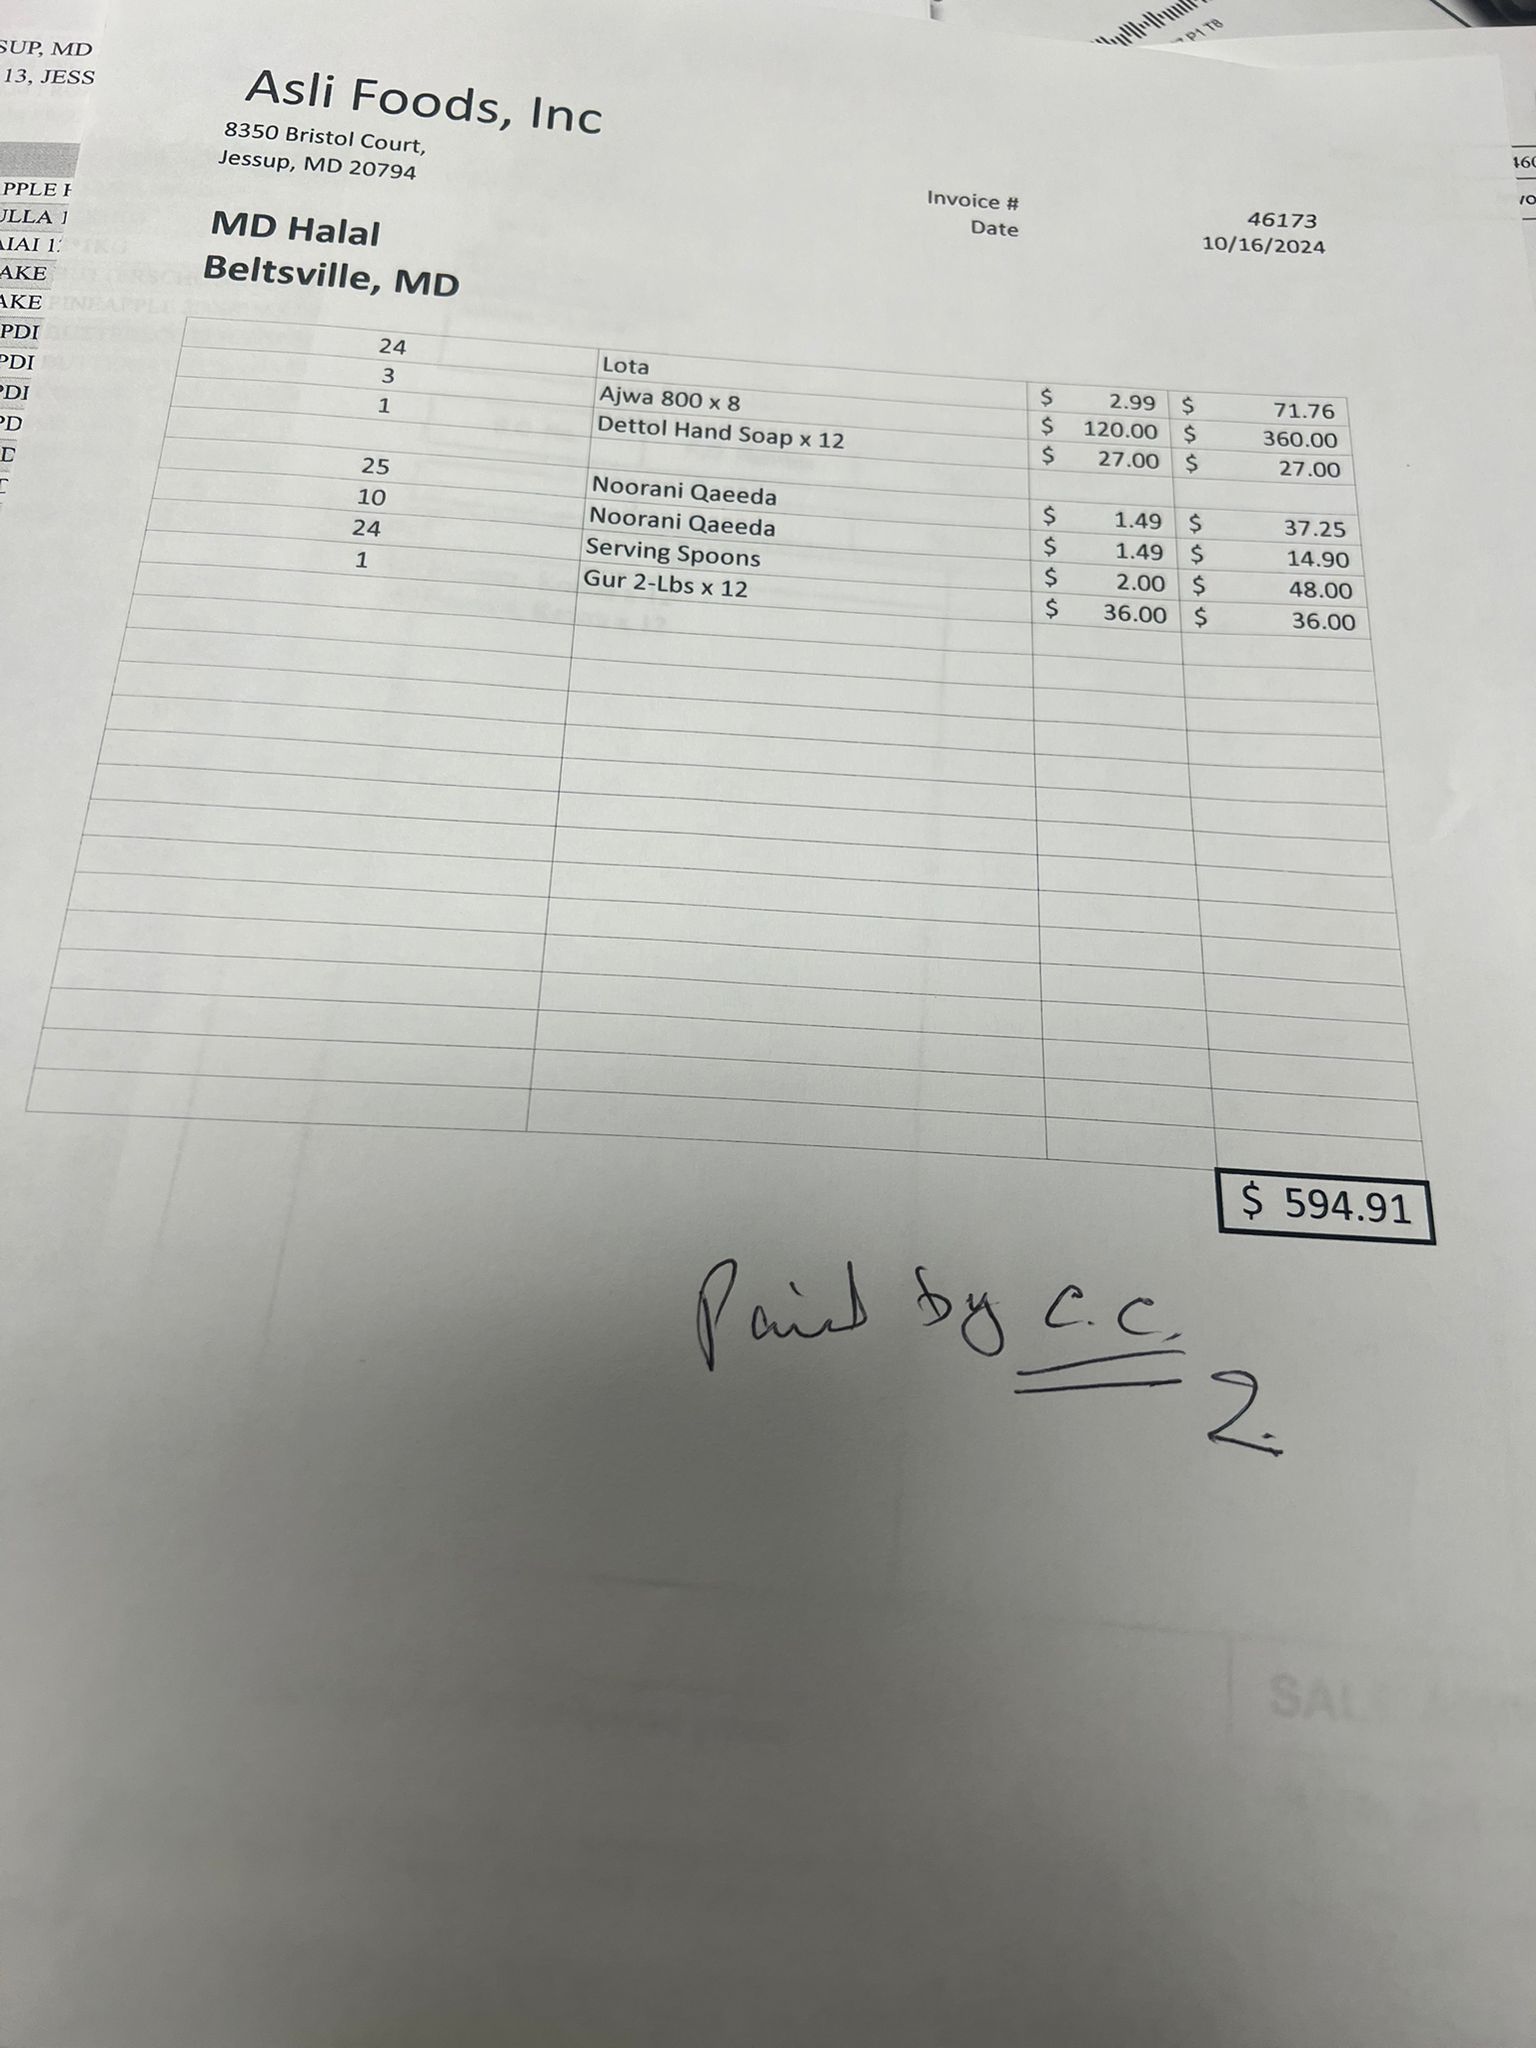 SUP, MD
13, JESS
PPLE
ULLA
AIAI
AKE
AKE
PDI
PDI
PDI
PD
P1 T8
Asli Foods, Inc
8350 Bristol Court,
Jessup, MD 20794
Invoice # 46173
Date 10/16/2024
MD Halal
Beltsville, MD
24 Lota $ 2.99 $ 71.76
3 Ajwa 800 x 8 $ 120.00 $ 360.00
1 Dettol Hand Soap x 12 $ 27.00 $ 27.00
25 Noorani Qaeeda $ 1.49 $ 37.25
10 Noorani Qaeeda $ 1.49 $ 14.90
24 Serving Spoons $ 2.00 $ 48.00
1 Gur 2-Lbs x 12 $ 36.00 $ 36.00
$ 594.91
Paid by C.C.
2